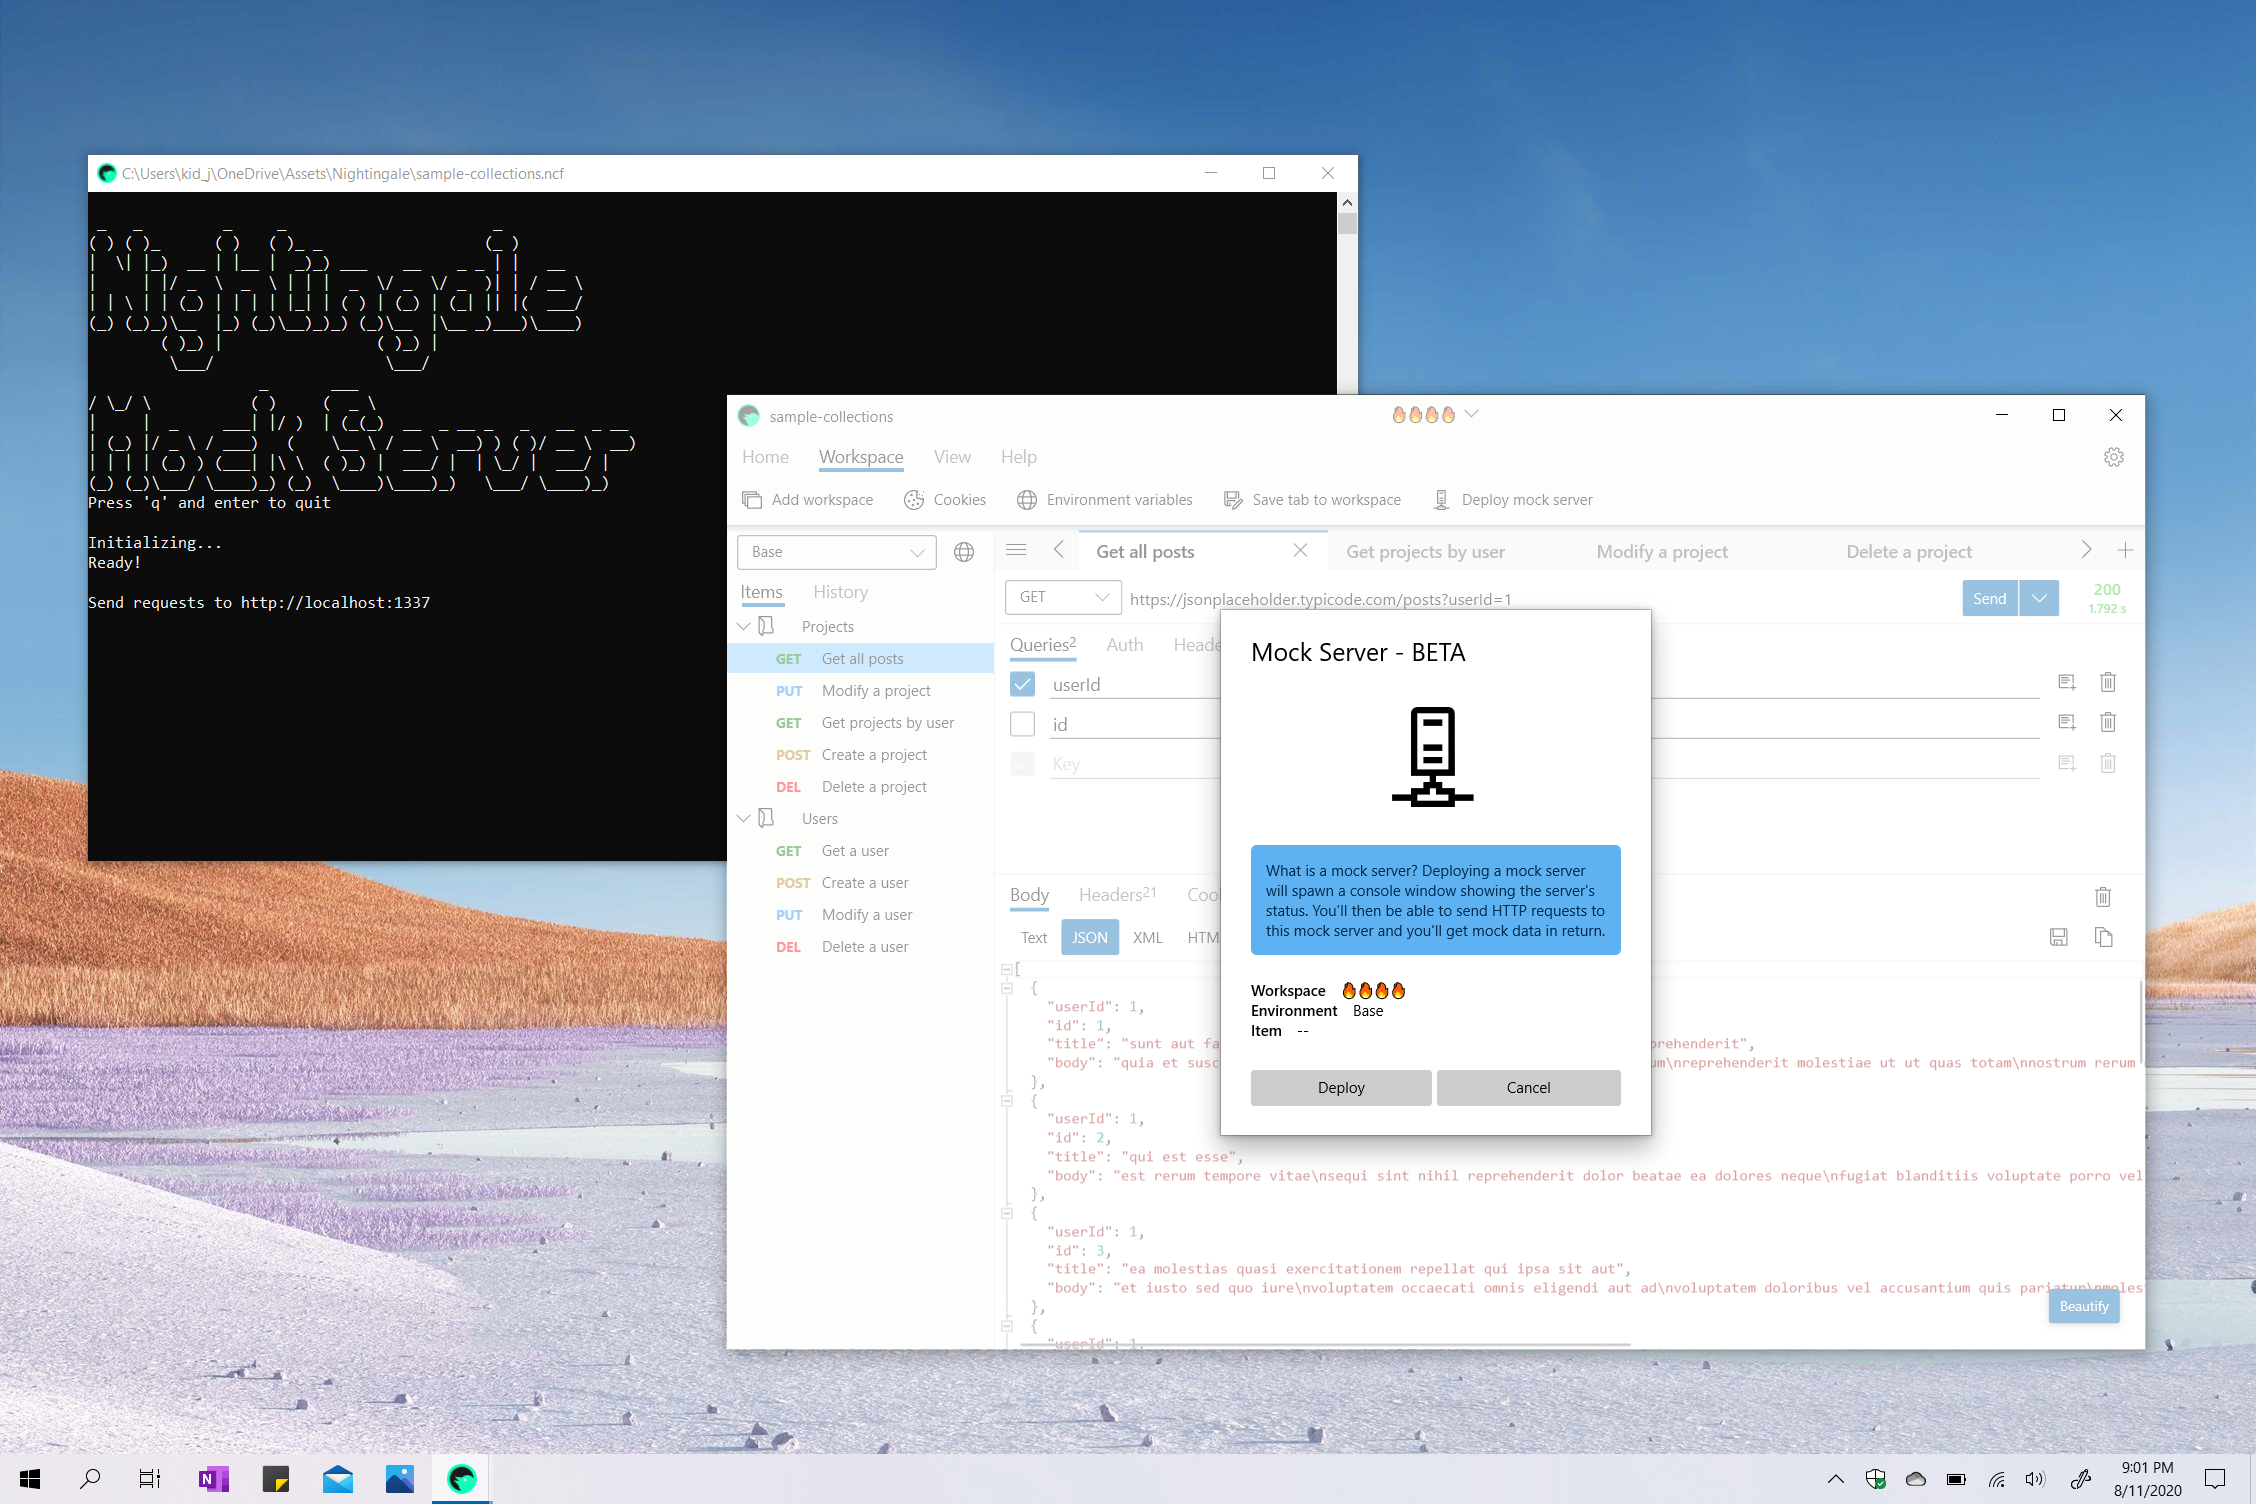 C:\Users\kid_j\OneDrive\Assets\Nightingale\sample-collections.ncf
Nightingale
Mock Server
Press 'q' and enter to quit
Initializing...
Ready!
Send requests to http://localhost:1337
sample-collections
🔥🔥🔥🔥
Home Workspace View Help
Add workspace Cookies Environment variables Save tab to workspace Deploy mock server
Base
Items History
Projects
GET Get all posts
PUT Modify a project
GET Get projects by user
POST Create a project
DEL Delete a project
Users
GET Get a user
POST Create a user
PUT Modify a user
DEL Delete a user
Get all posts Get projects by user Modify a project Delete a project
GET https://jsonplaceholder.typicode.com/posts?userId=1 Send 200
1.792 s
Queries2 Auth Heade
userId
id
Key
Body Headers21 Coo
Text JSON XML HTM
[
{
"userId": 1,
"id": 1,
"title": "sunt aut fa prehenderit",
"body": "quia et susc um\nreprehenderit molestiae ut ut quas totam\nnostrum rerum
},
{
"userId": 1,
"id": 2,
"title": "qui est esse",
"body": "est rerum tempore vitae\nsequi sint nihil reprehenderit dolor beatae ea dolores neque\nfugiat blanditiis voluptate porro vel
},
{
"userId": 1,
"id": 3,
"title": "ea molestias quasi exercitationem repellat qui ipsa sit aut",
"body": "et iusto sed quo iure\nvoluptatem occaecati omnis eligendi aut ad\nvoluptatem doloribus vel accusantium quis pariatur\nmoles
},
{
"userId": 1,
Beautify
Mock Server - BETA
What is a mock server? Deploying a mock server
will spawn a console window showing the server's
status. You'll then be able to send HTTP requests to
this mock server and you'll get mock data in return.
Workspace 🔥🔥🔥🔥
Environment Base
Item --
Deploy Cancel
9:01 PM
8/11/2020